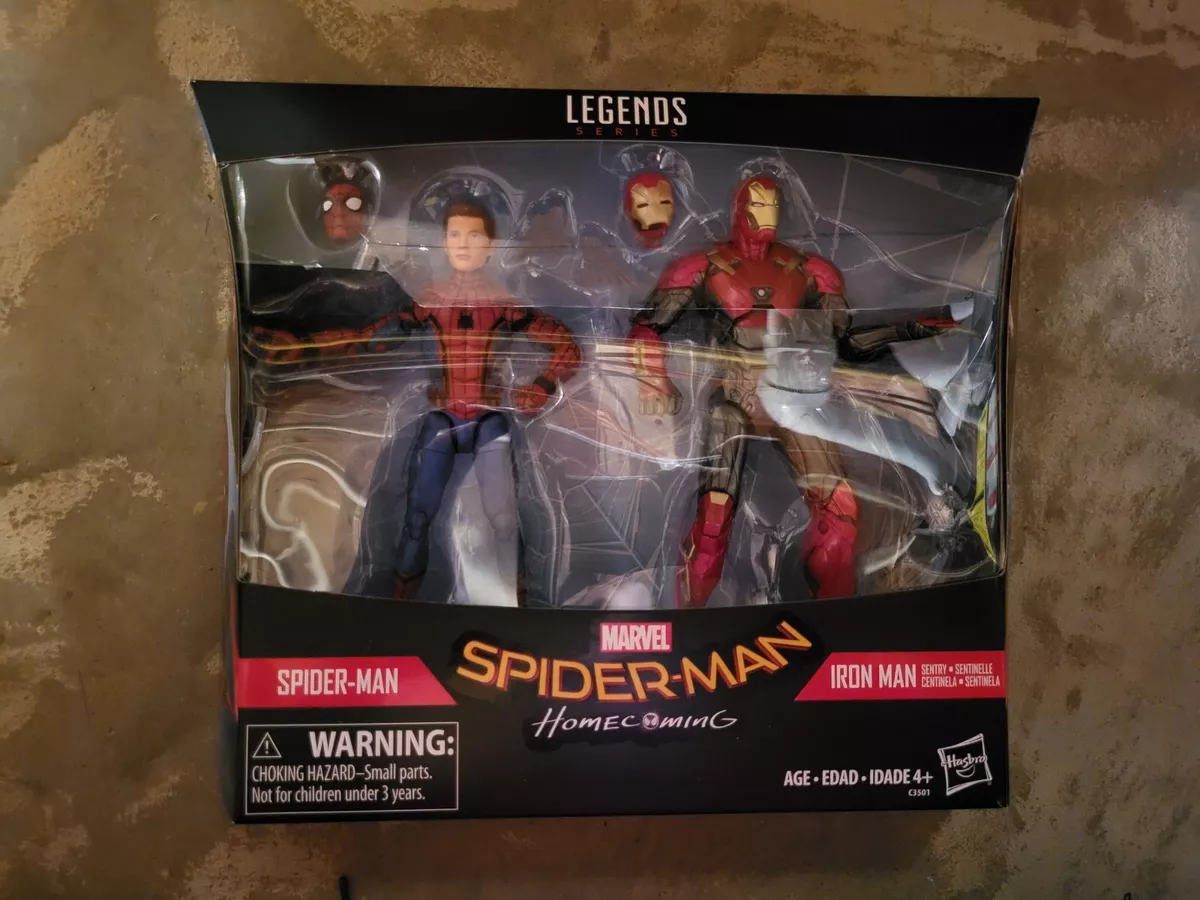 LEGENDS
SERIES
MARVEL
SPIDER-MAN
HOMECOMING
SPIDER-MAN
IRON MAN
SENTRY • SENTINELLE
CENTINELA • SENTINELA
WARNING:
CHOKING HAZARD–Small parts.
Not for children under 3 years.
AGE • EDAD • IDADE 4+
C3501
Hasbro